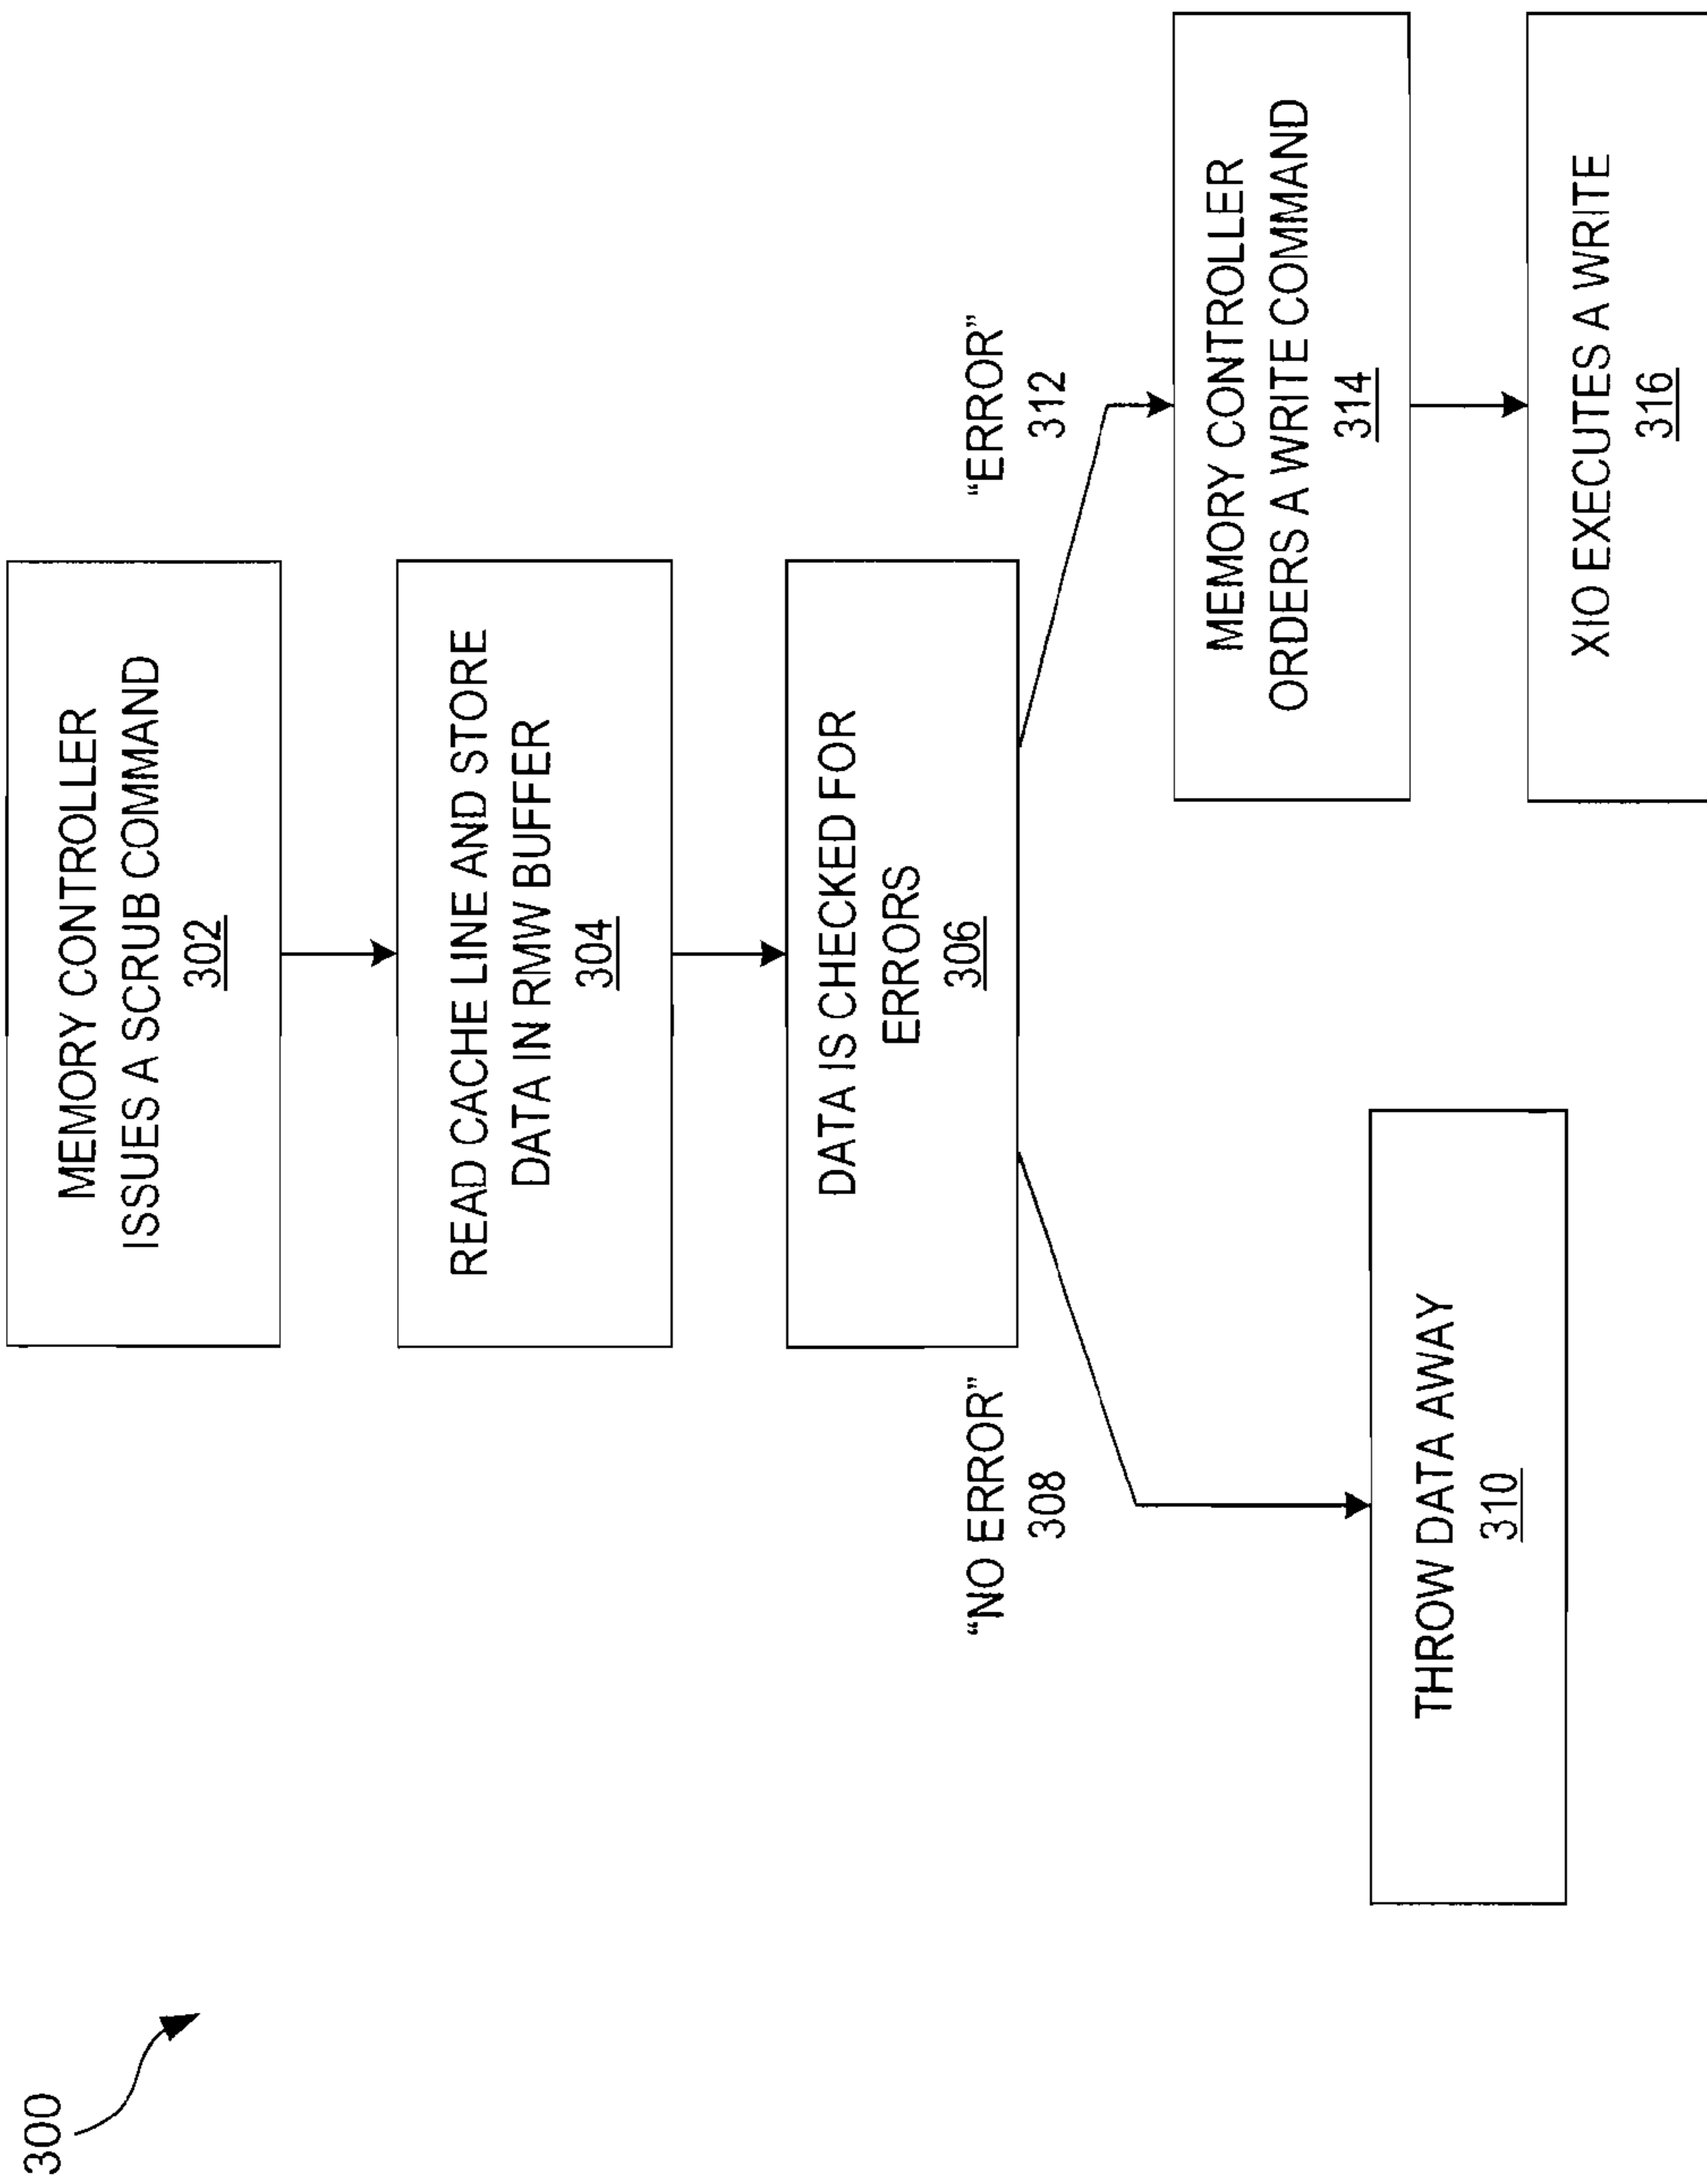 300
MEMORY CONTROLLER
ISSUES A SCRUB COMMAND
302
READ CACHE LINE AND STORE
DATA IN RMW BUFFER
304
DATA IS CHECKED FOR
ERRORS
306
“NO ERROR”
308
“ERROR”
312
THROW DATA AWAY
310
MEMORY CONTROLLER
ORDERS A WRITE COMMAND
314
XIO EXECUTES A WRITE
316